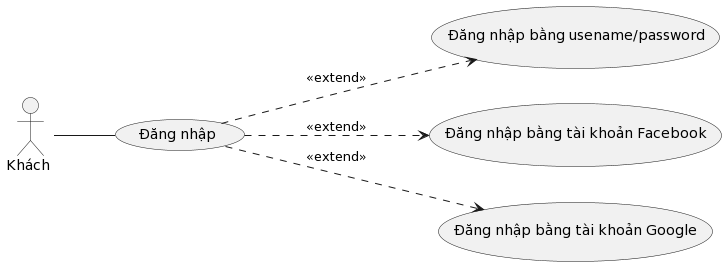 Đăng nhập bằng usename/password
«extend»
«extend»
Khách
Đăng nhập
Đăng nhập bằng tài khoản Facebook
«extend»
Đăng nhập bằng tài khoản Google